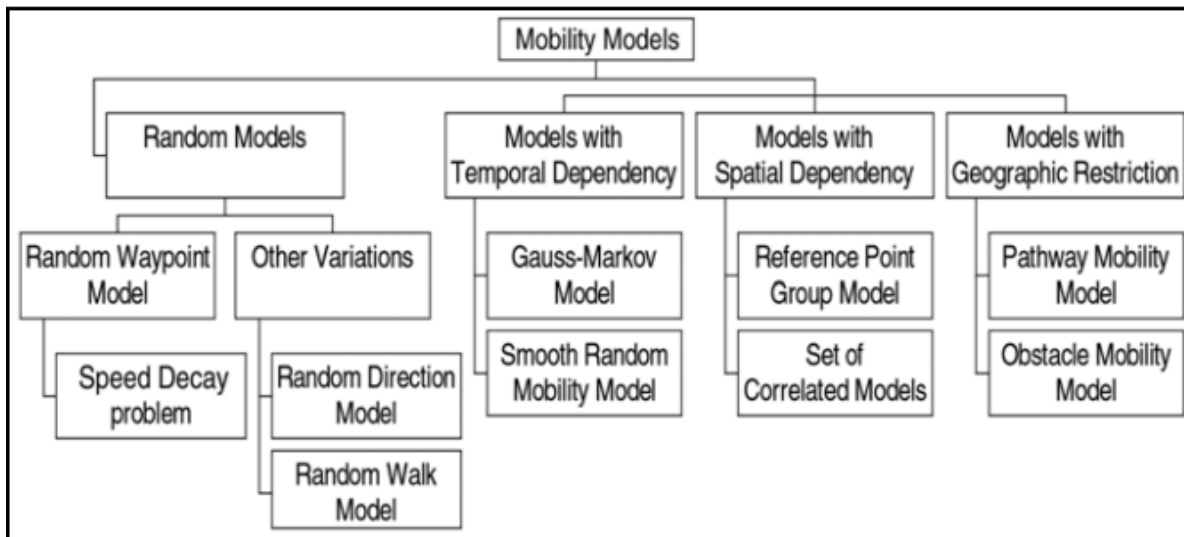 Mobility Models
Random Models
Models with
Temporal Dependency
Models with
Spatial Dependency
Models with
Geographic Restriction
Random Waypoint
Model
Other Variations
Gauss-Markov
Model
Reference Point
Group Model
Pathway Mobility
Model
Speed Decay
problem
Random Direction
Model
Smooth Random
Mobility Model
Set of
Correlated Models
Obstacle Mobility
Model
Random Walk
Model